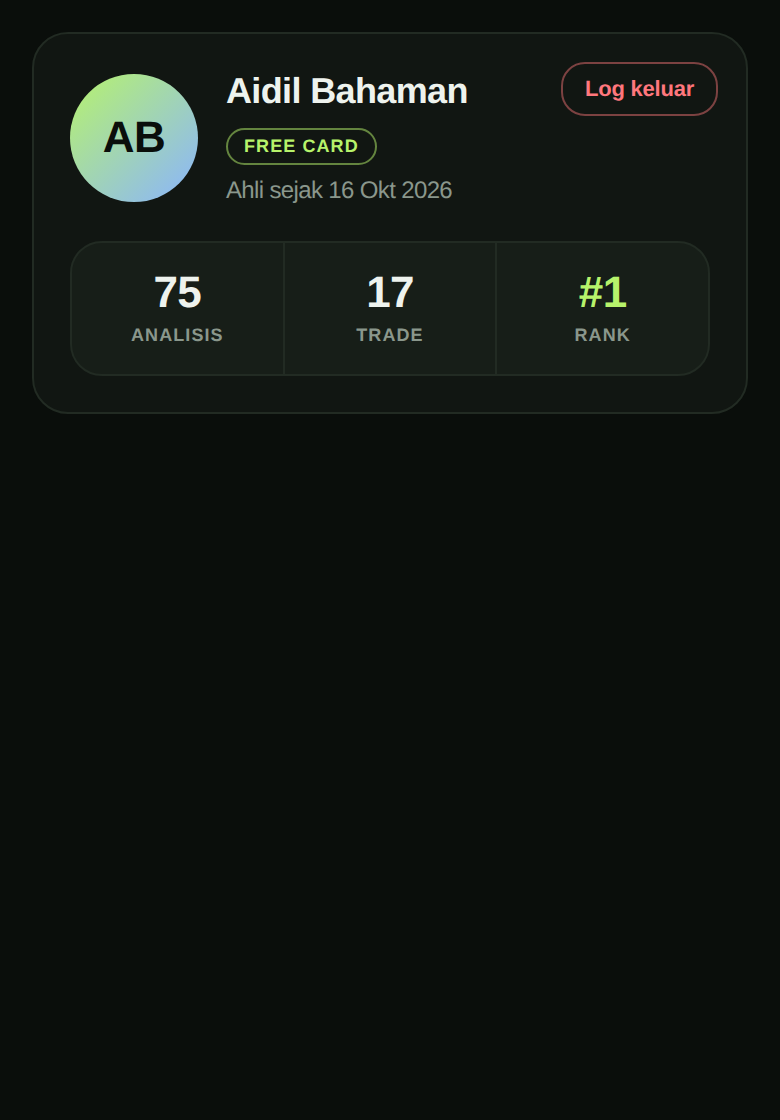 AB
Aidil Bahaman
Log keluar
FREE CARD
Ahli sejak 16 Okt 2026
75
ANALISIS
17
TRADE
#1
RANK